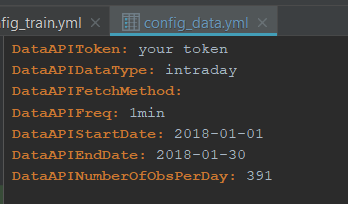 fig_train.yml config_data.yml
DataAPIToken: your token
DataAPIDataType: intraday
DataAPIFetchMethod:
DataAPIFreq: 1min
DataAPIStartDate: 2018-01-01
DataAPIEndDate: 2018-01-30
DataAPINumberOfObsPerDay: 391